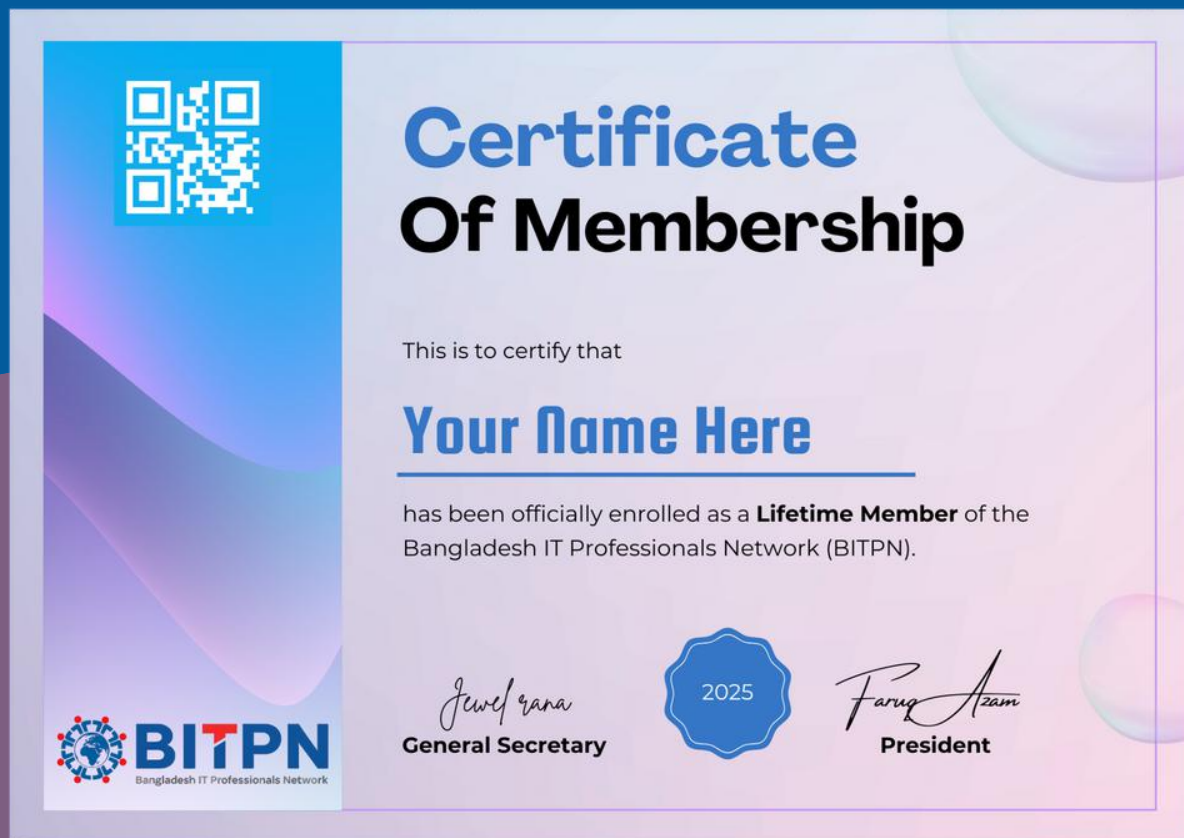 Certificate
Of Membership
This is to certify that
Your Name Here
has been officially enrolled as a Lifetime Member of the
Bangladesh IT Professionals Network (BITPN).
Jewel rana
General Secretary
2025
Faruq Azam
President
BITPN
Bangladesh IT Professionals Network